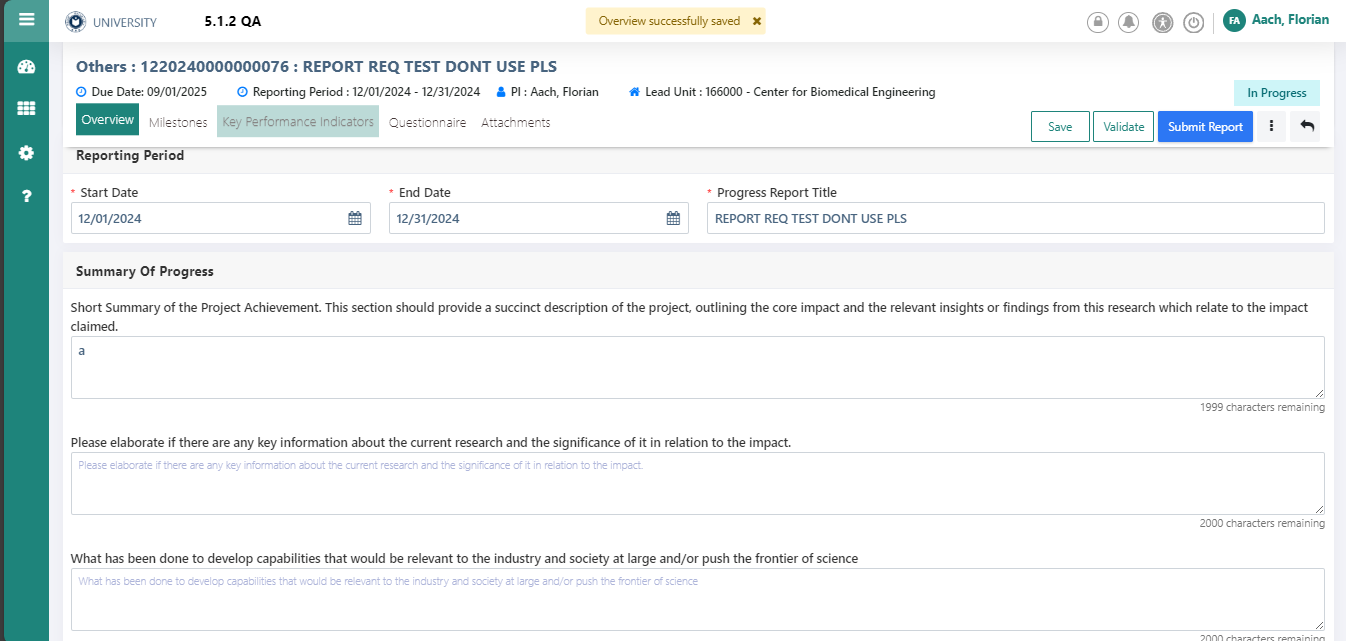 UNIVERSITY
5.1.2 QA
Overview successfully saved ×
FA Aach, Florian
Others : 1220240000000076 : REPORT REQ TEST DONT USE PLS
Due Date: 09/01/2025 Reporting Period : 12/01/2024 - 12/31/2024 PI : Aach, Florian Lead Unit : 166000 - Center for Biomedical Engineering
In Progress
Overview Milestones Key Performance Indicators Questionnaire Attachments
Save Validate Submit Report
Reporting Period
* Start Date * End Date * Progress Report Title
12/01/2024 12/31/2024 REPORT REQ TEST DONT USE PLS
Summary Of Progress
Short Summary of the Project Achievement. This section should provide a succinct description of the project, outlining the core impact and the relevant insights or findings from this research which relate to the impact
claimed.
a
1999 characters remaining
Please elaborate if there are any key information about the current research and the significance of it in relation to the impact.
Please elaborate if there are any key information about the current research and the significance of it in relation to the impact.
2000 characters remaining
What has been done to develop capabilities that would be relevant to the industry and society at large and/or push the frontier of science
What has been done to develop capabilities that would be relevant to the industry and society at large and/or push the frontier of science
2000 characters remaining
?